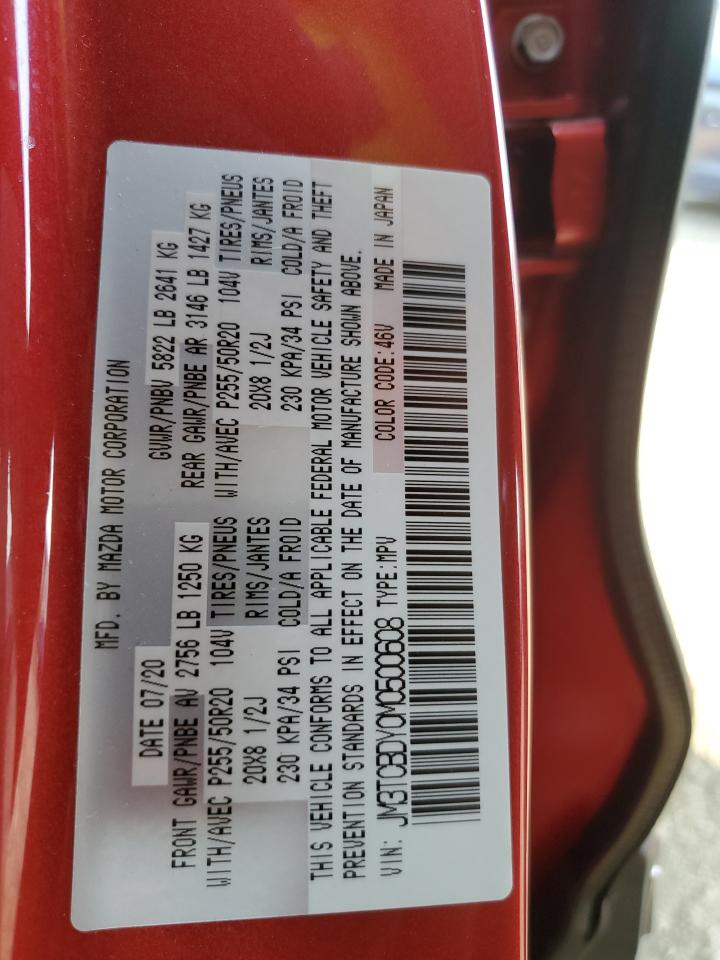 MFD. BY MAZDA MOTOR CORPORATION
DATE 07/20 GVWR/PNBV 5822 LB 2641 KG
FRONT GAWR/PNBE AV 2756 LB 1250 KG REAR GAWR/PNBE AR 3146 LB 1427 KG
WITH/AVEC P255/50R20 104V TIRES/PNEUS WITH/AVEC P255/50R20 104V TIRES/PNEUS
20X8 1/2J RIMS/JANTES 20X8 1/2J RIMS/JANTES
230 KPA/34 PSI COLD/A FROID 230 KPA/34 PSI COLD/A FROID
THIS VEHICLE CONFORMS TO ALL APPLICABLE FEDERAL MOTOR VEHICLE SAFETY AND THEFT
PREVENTION STANDARDS IN EFFECT ON THE DATE OF MANUFACTURE SHOWN ABOVE.
VIN: JM3TCBDY0M0500608 TYPE:MPV COLOR CODE:46V MADE IN JAPAN